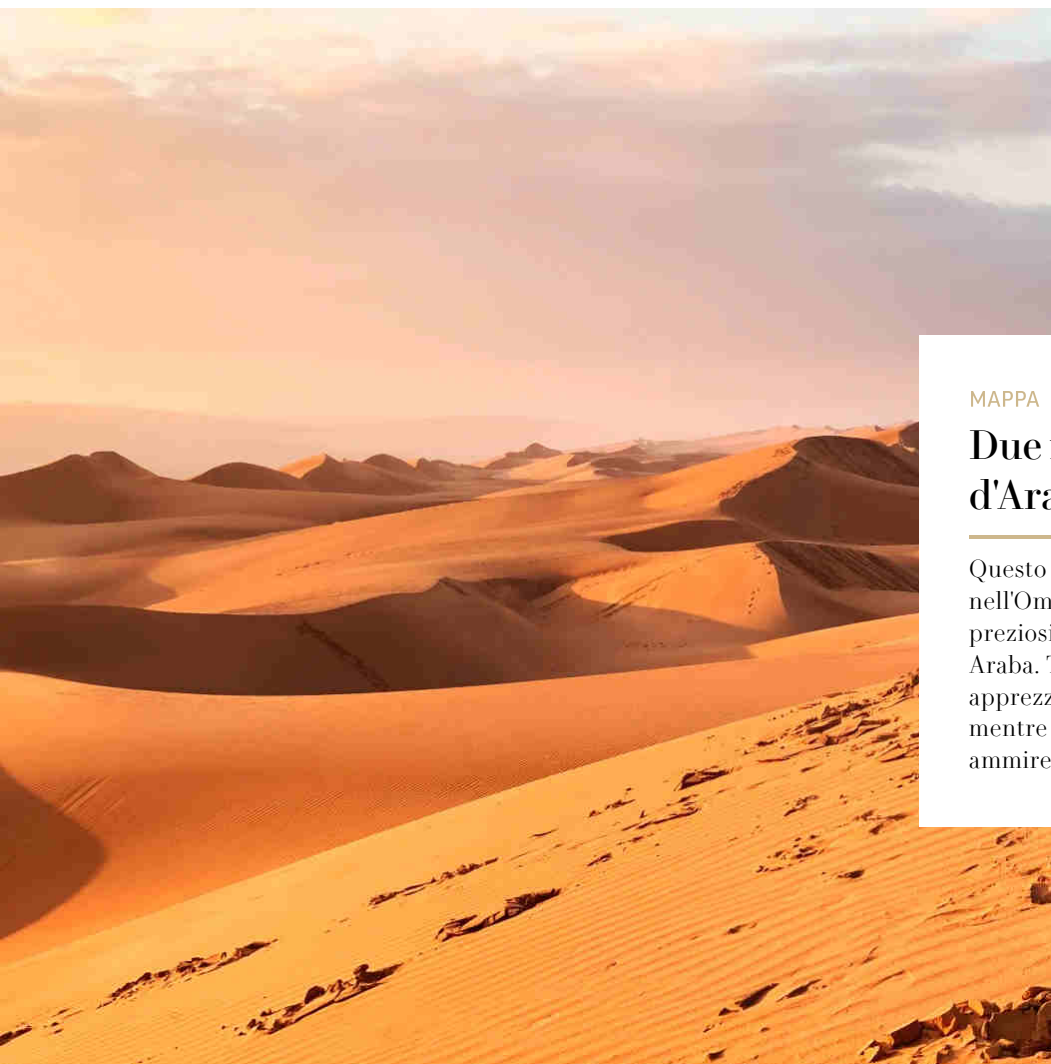 MAPPA
Due
d'Ara
Questo
nell'Om
preziosi
Araba.
apprezz
mentre
ammire